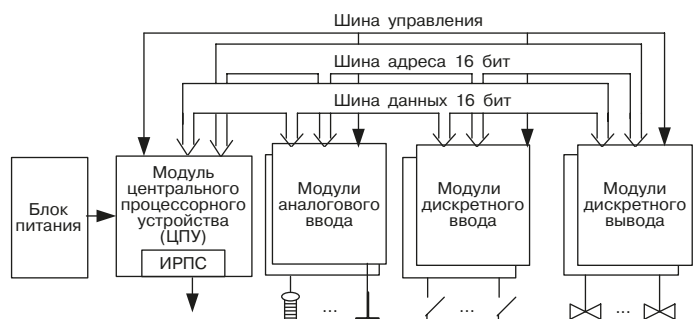 Шина управления
Шина адреса 16 бит
Шина данных 16 бит
Блок
питания
Модуль
центрального
процессорного
устройства
(ЦПУ)
ИРПС
Модули
аналогового
ввода
...
Модули
дискретного
ввода
...
Модули
дискретного
вывода
...